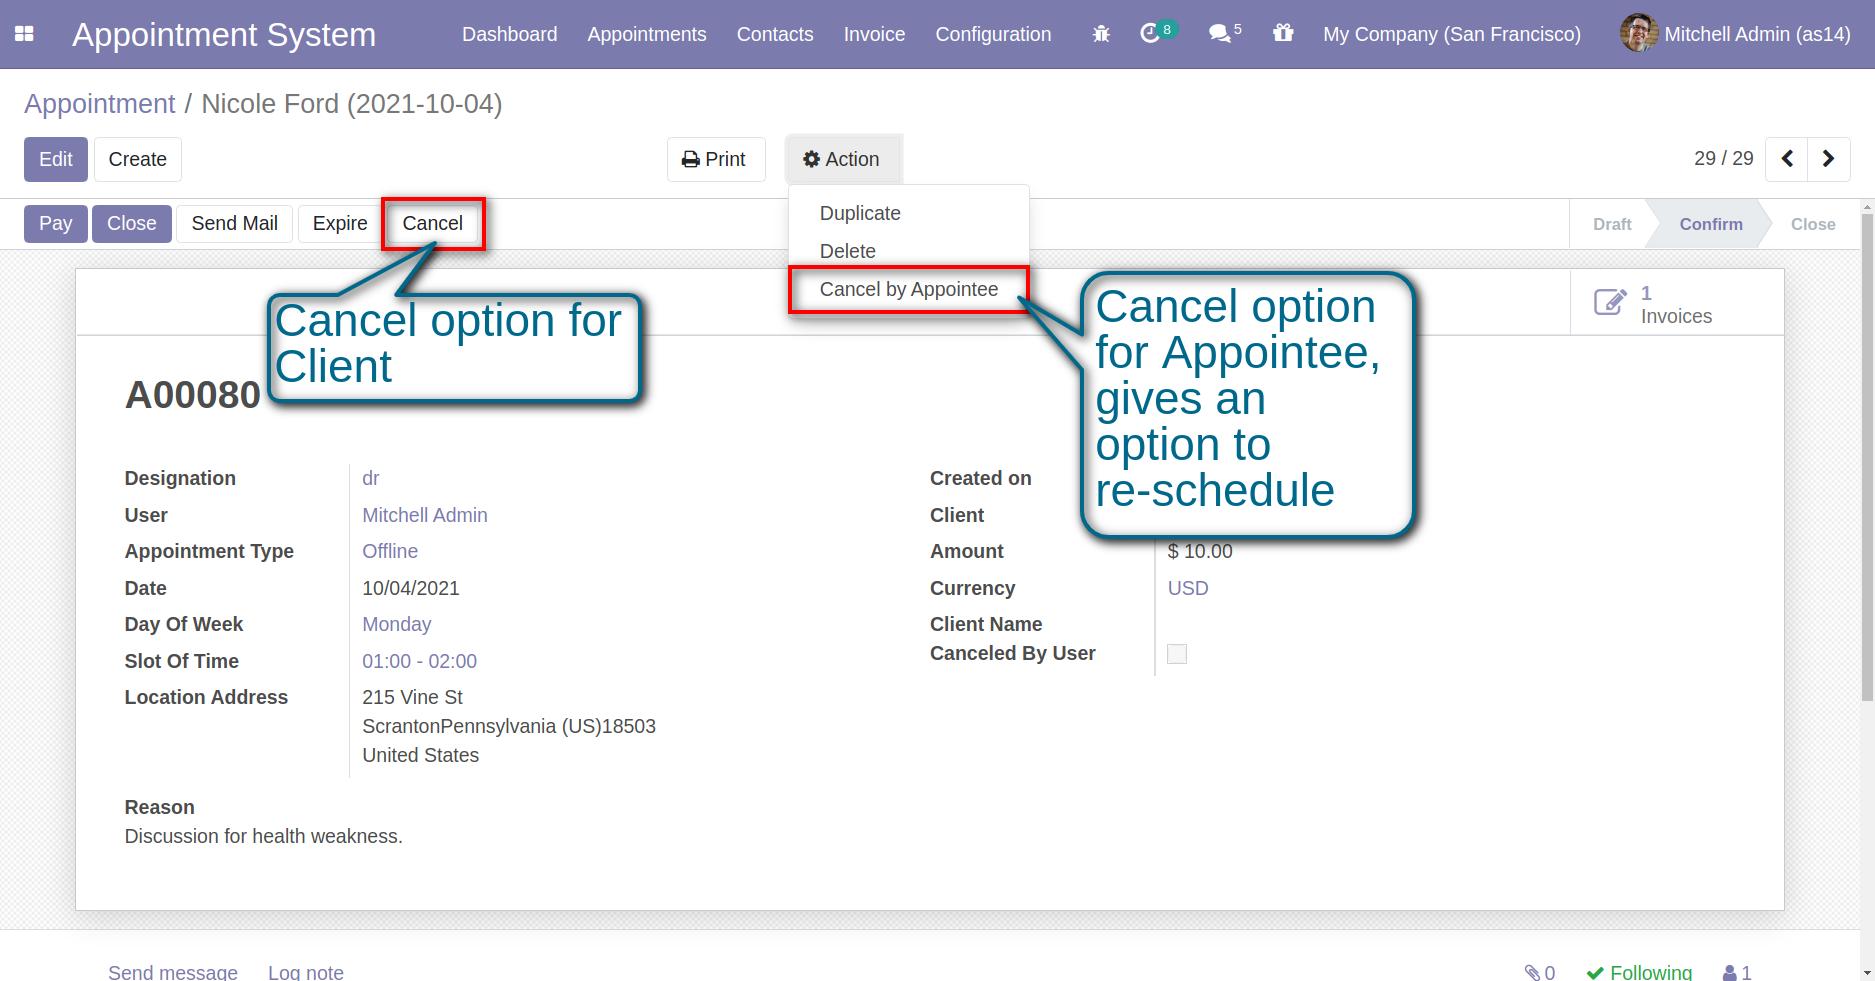 Appointment System
Dashboard Appointments Contacts Invoice Configuration 8 5 My Company (San Francisco) Mitchell Admin (as14)
Appointment / Nicole Ford (2021-10-04)
Edit Create Print Action 29 / 29
Duplicate
Delete
Cancel by Appointee
Pay Close Send Mail Expire Cancel Draft Confirm Close
Cancel option for
Client
Cancel option
for Appointee,
gives an
option to
re-schedule
1
Invoices
A00080
Designation dr
User Mitchell Admin
Appointment Type Offline
Date 10/04/2021
Day Of Week Monday
Slot Of Time 01:00 - 02:00
Location Address 215 Vine St
ScrantonPennsylvania (US)18503
United States
Created on
Client
Amount $ 10.00
Currency USD
Client Name
Canceled By User
Reason
Discussion for health weakness.
Send message Log note 0 Following 1